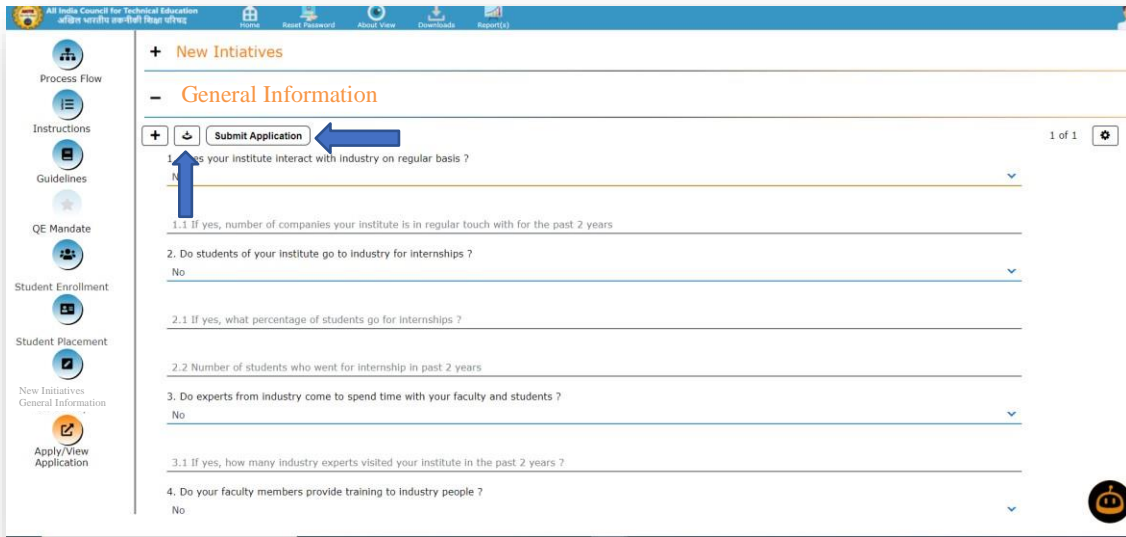 All India Council for Technical Education
अखिल भारतीय तकनीकी शिक्षा परिषद
Home
Reset Password
About View
Downloads
Report(s)
Process Flow
Instructions
Guidelines
QE Mandate
Student Enrollment
Student Placement
New Initiatives
General Information
Apply/View
Application
+ New Intiatives
– General Information
+
Submit Application
1 of 1
your institute interact with industry on regular basis ?
1.1 If yes, number of companies your institute is in regular touch with for the past 2 years
2. Do students of your institute go to industry for internships ?
No
2.1 If yes, what percentage of students go for internships ?
2.2 Number of students who went for internship in past 2 years
3. Do experts from industry come to spend time with your faculty and students ?
No
3.1 If yes, how many industry experts visited your institute in the past 2 years ?
4. Do your faculty members provide training to industry people ?
No